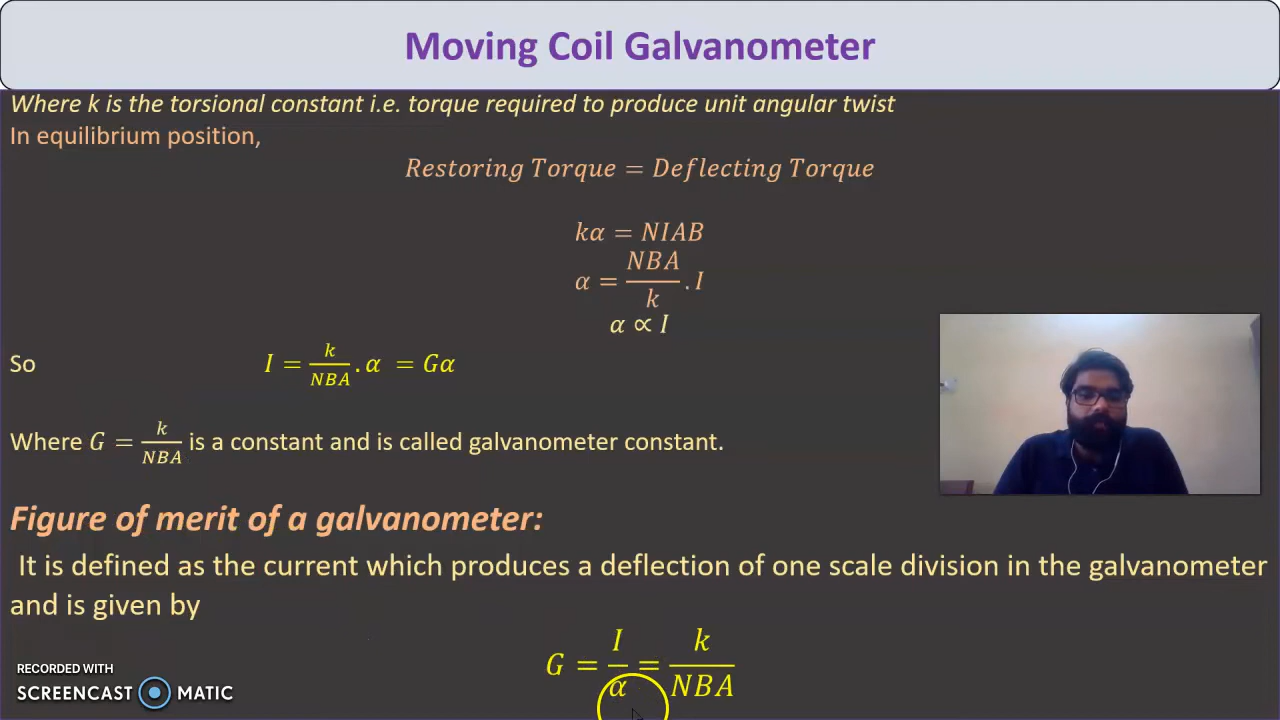 Moving Coil Galvanometer
Where k is the torsional constant i.e. torque required to produce unit angular twist
In equilibrium position,
Restoring Torque = Deflecting Torque
kα = NIAB
α = NBA/k . I
α ∝ I
So I = k/NBA . α = Gα
Where G = k/NBA is a constant and is called galvanometer constant.
Figure of merit of a galvanometer:
It is defined as the current which produces a deflection of one scale division in the galvanometer
and is given by
G = I/α = k/NBA
RECORDED WITH
SCREENCAST MATIC